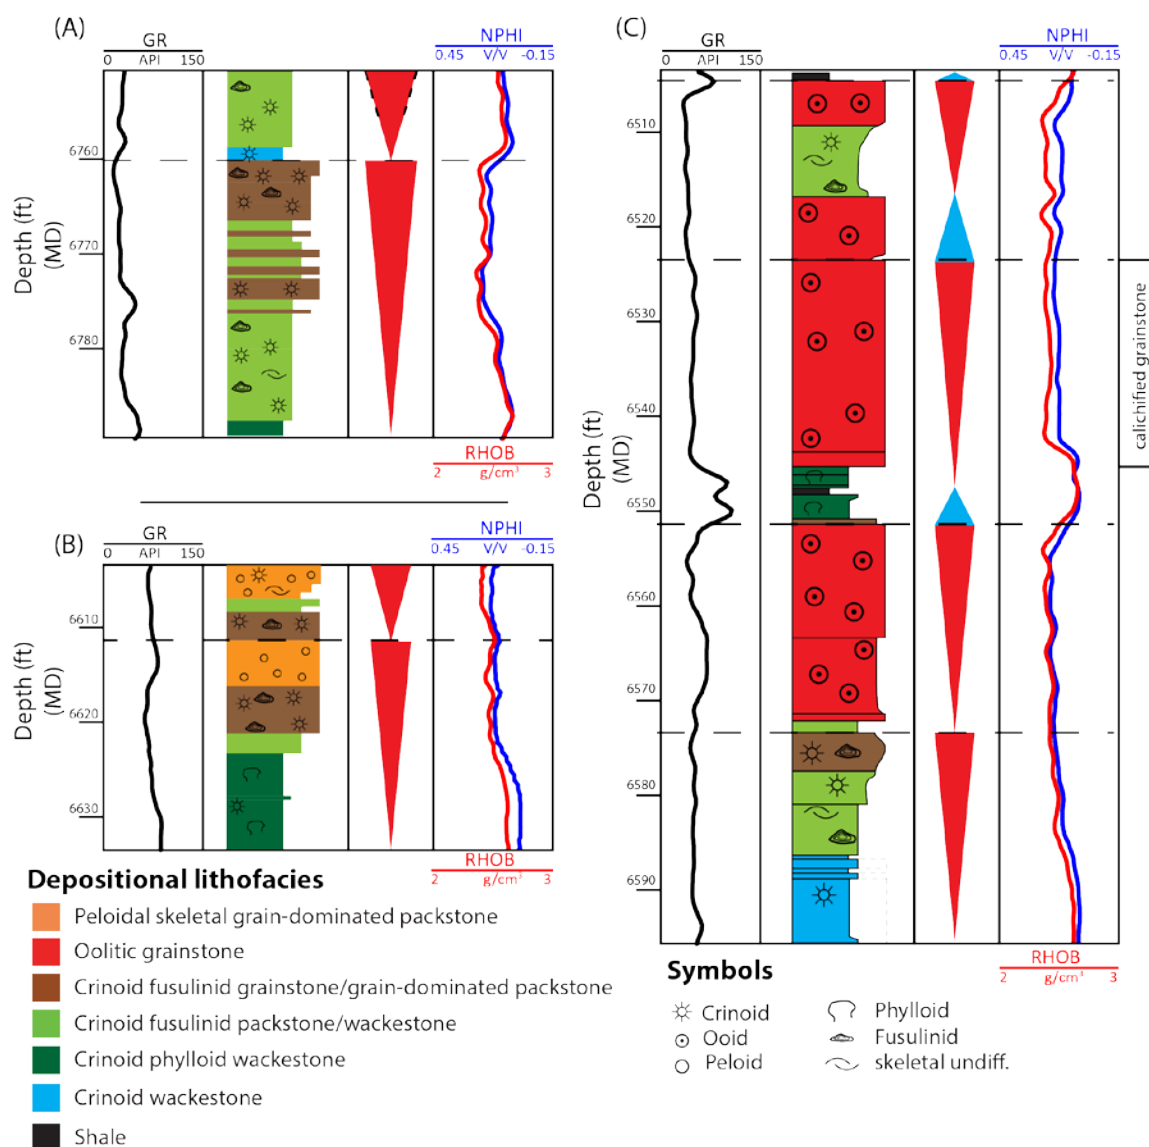 (A)
GR
0 API 150
NPHI
0.45 V/V -0.15
Depth (ft)
(MD)
6760
6770
6780
RHOB
2 g/cm³ 3
(B)
GR
0 API 150
NPHI
0.45 V/V -0.15
Depth (ft)
(MD)
6610
6620
6630
RHOB
2 g/cm³ 3
(C)
GR
0 API 150
NPHI
0.45 V/V -0.15
Depth (ft)
(MD)
6510
6520
6530
6540
6550
6560
6570
6580
6590
calichified grainstone
RHOB
2 g/cm³ 3
Depositional lithofacies
Peloidal skeletal grain-dominated packstone
Oolitic grainstone
Crinoid fusulinid grainstone/grain-dominated packstone
Crinoid fusulinid packstone/wackestone
Crinoid phylloid wackestone
Crinoid wackestone
Shale
Symbols
Crinoid
Ooid
Peloid
Phylloid
Fusulinid
skeletal undiff.